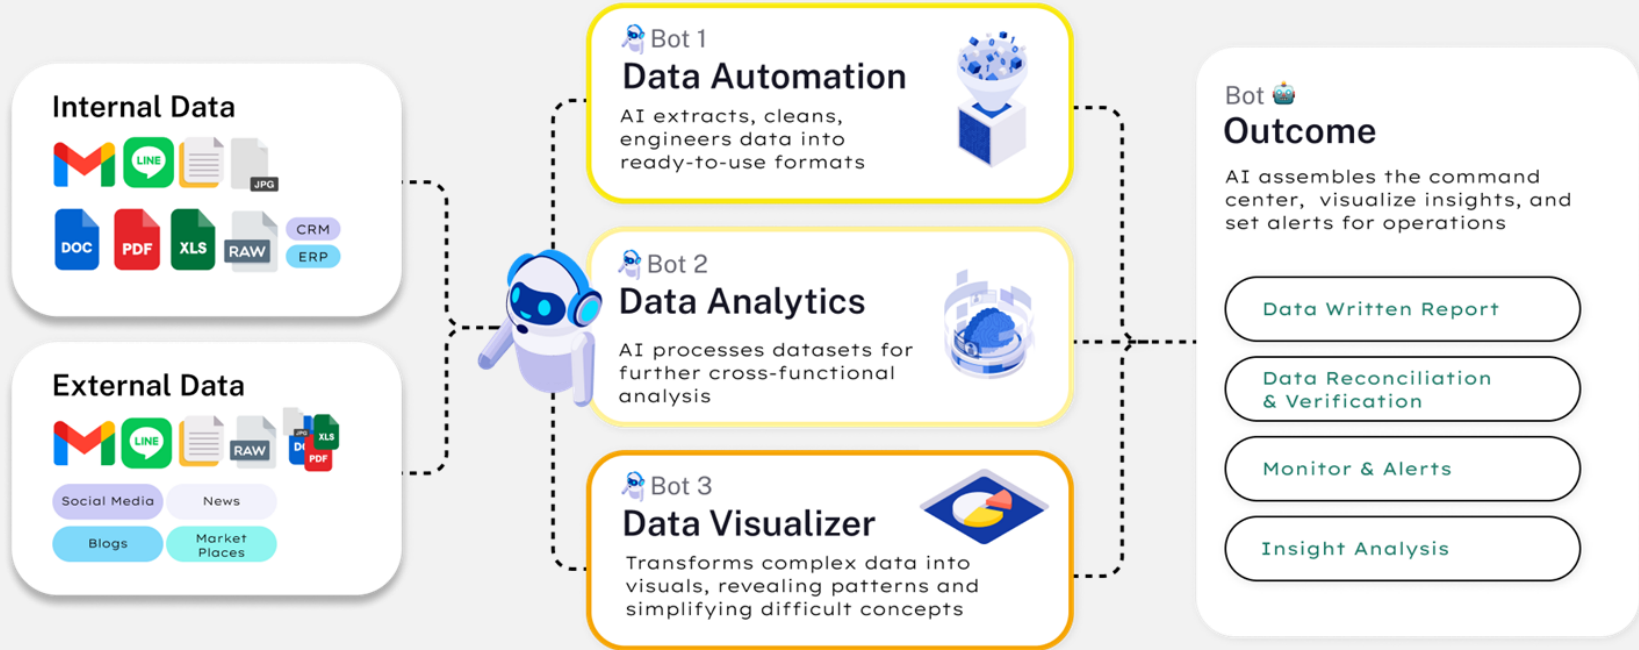 Internal Data
LINE
JPG
DOC
PDF
XLS
RAW
CRM
ERP
External Data
LINE
RAW
JPG
XLS
DO
PDF
Social Media
News
Blogs
Market
Places
Bot 1
Data Automation
AI extracts, cleans,
engineers data into
ready-to-use formats
Bot 2
Data Analytics
AI processes datasets for
further cross-functional
analysis
Bot 3
Data Visualizer
Transforms complex data into
visuals, revealing patterns and
simplifying difficult concepts
Bot
Outcome
AI assembles the command
center, visualize insights, and
set alerts for operations
Data Written Report
Data Reconciliation
& Verification
Monitor & Alerts
Insight Analysis